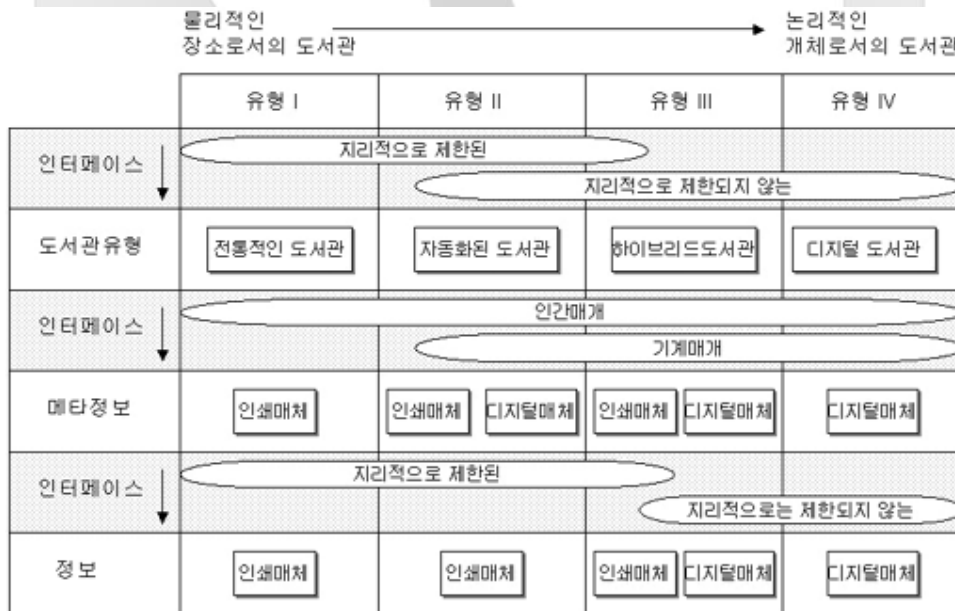 물리적인
장소로서의 도서관
논리적인
개체로서의 도서관
유형 I 유형 II 유형 III 유형 IV
인터페이스
지리적으로 제한된
지리적으로 제한되지 않는
도서관유형 전통적인 도서관 자동화된 도서관 하이브리드도서관 디지털 도서관
인터페이스
인간매개
기계매개
메타정보 인쇄매체 인쇄매체 디지털매체 인쇄매체 디지털매체 디지털매체
인터페이스
지리적으로 제한된
지리적으로는 제한되지 않는
정보 인쇄매체 인쇄매체 인쇄매체 디지털매체 디지털매체